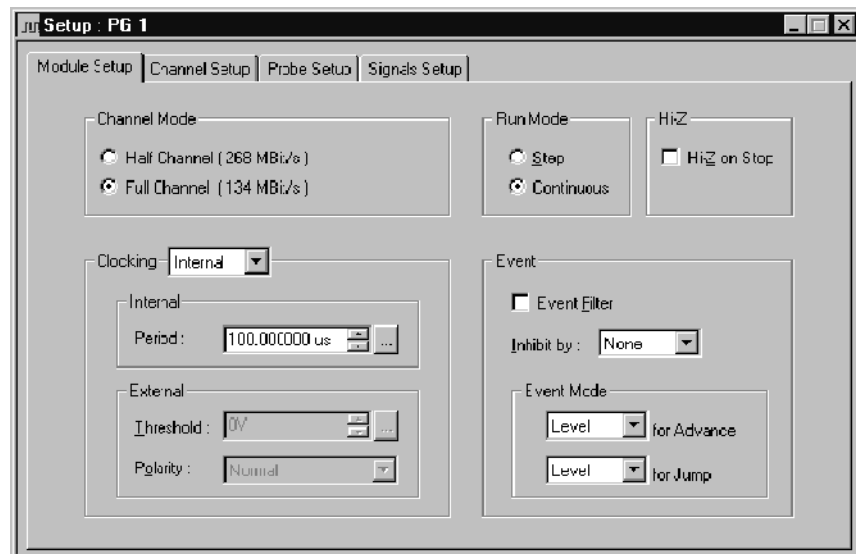 Setup : PG 1
Module Setup Channel Setup Probe Setup Signals Setup
Channel Mode
Half Channel ( 268 MBit/s )
Full Channel ( 134 MBit/s )
Run Mode
Step
Continuous
Hi-Z
Hi-Z on Stop
Clocking Internal
Internal
Period : 100.000000 us ...
External
Threshold : 0V ...
Polarity : Normal
Event
Event Filter
Inhibit by : None
Event Mode
Level for Advance
Level for Jump